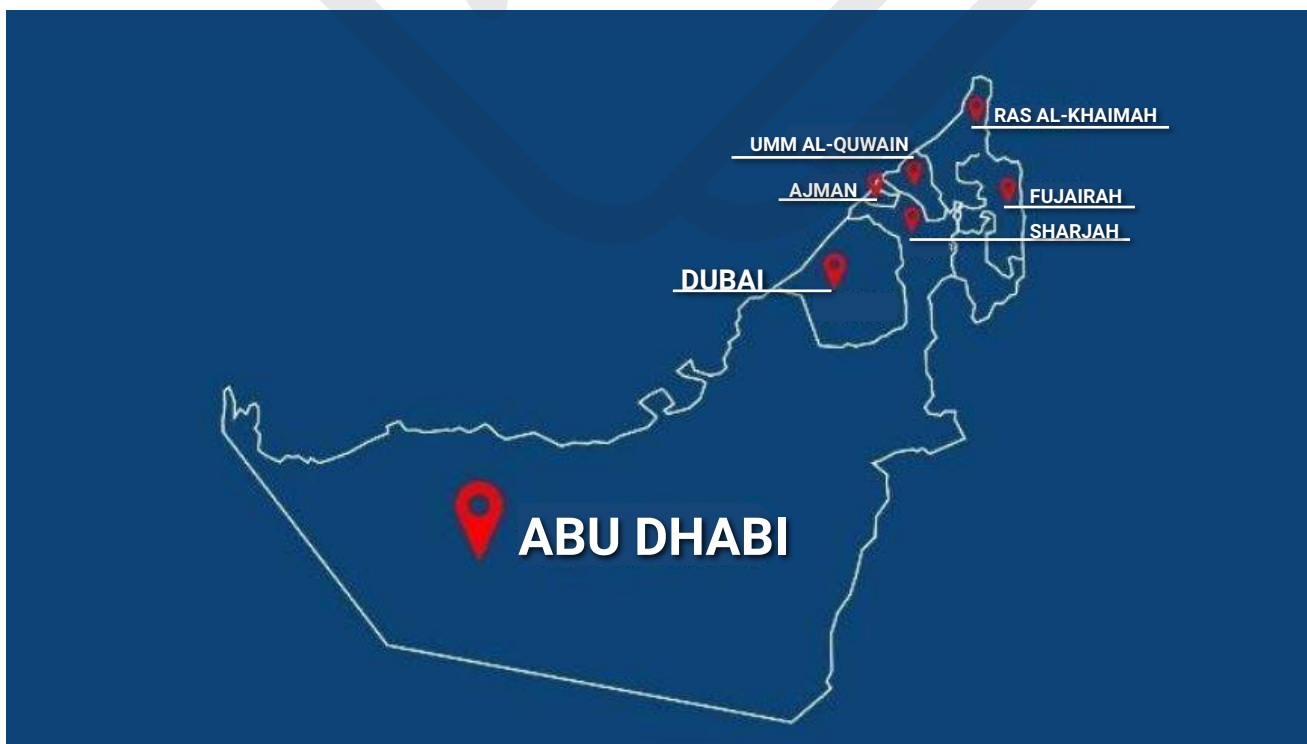 RAS AL-KHAIMAH
UMM AL-QUWAIN
AJMAN
FUJAIRAH
SHARJAH
DUBAI
ABU DHABI